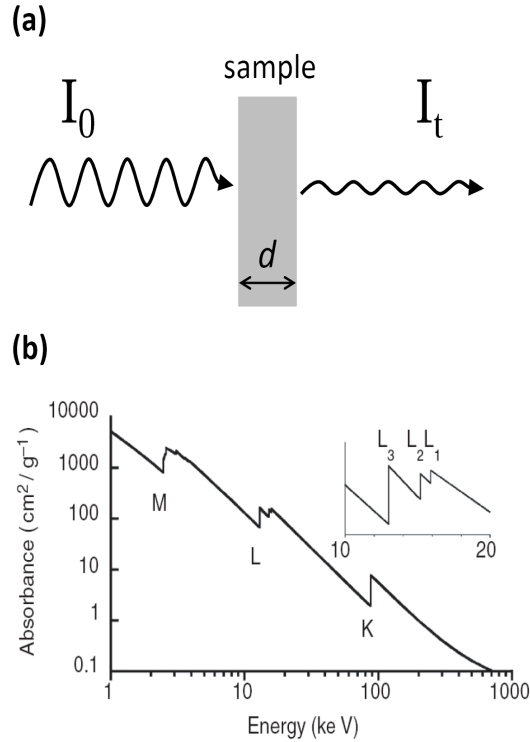 (a)
sample
I0
It
d
(b)
Absorbance ( cm2 / g–1)
10000
1000
100
10
1
0.1
M
L
K
L3 L2 L1
10 20
1 10 100 1000
Energy (ke V)